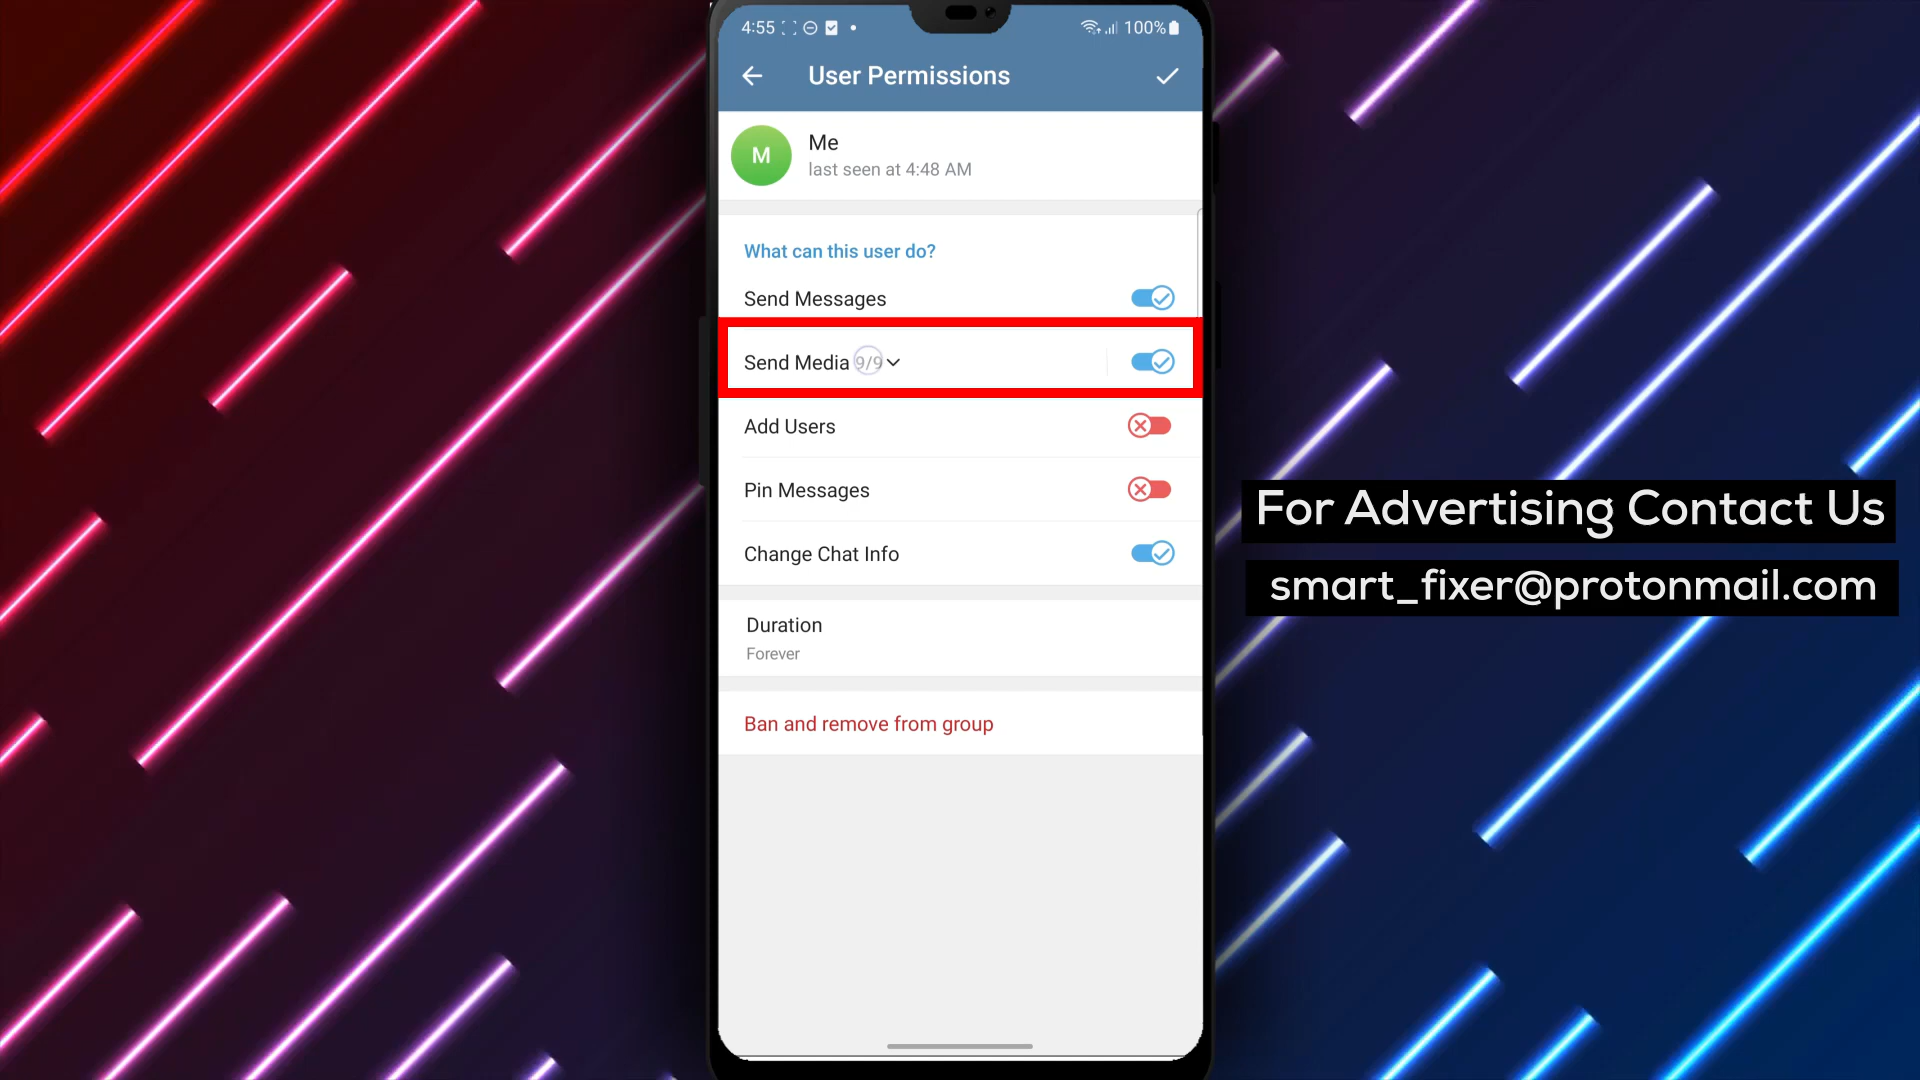 4:55
100%
User Permissions
M
Me
last seen at 4:48 AM
What can this user do?
Send Messages
Send Media 9/9
Add Users
Pin Messages
Change Chat Info
Duration
Forever
Ban and remove from group
For Advertising Contact Us
smart_fixer@protonmail.com